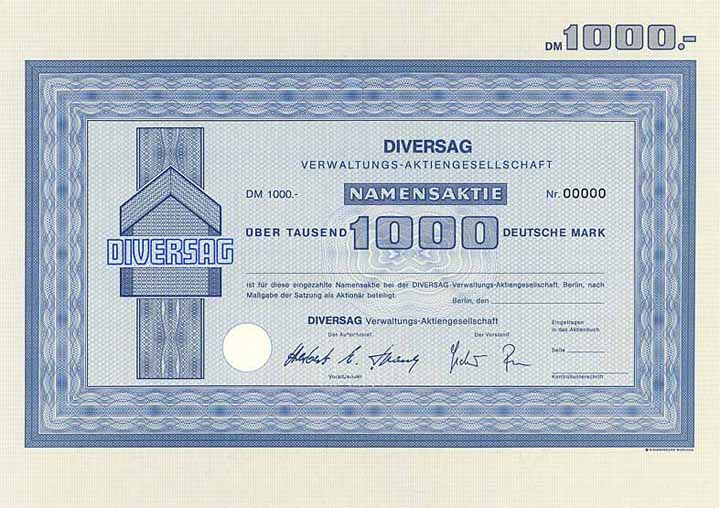 DM 1000.-
DIVERSAG
VERWALTUNGS-AKTIENGESELLSCHAFT
DM 1000.- NAMENSAKTIE Nr. 00000
ÜBER TAUSEND 1000 DEUTSCHE MARK
DIVERSAG
ist für diese eingezahlte Namensaktie bei der DIVERSAG-Verwaltungs-Aktiengesellschaft, Berlin, nach
Maßgabe der Satzung als Aktionär beteiligt.
Berlin, den
DIVERSAG Verwaltungs-Aktiengesellschaft
Der Aufsichtsrat. Der Vorstand.
Eingetragen
in das Aktienbuch
Seite
Vorsitzender
Kontrollunterschrift